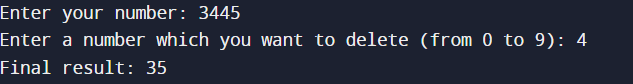 Enter your number: 3445
Enter a number which you want to delete (from 0 to 9): 4
Final result: 35